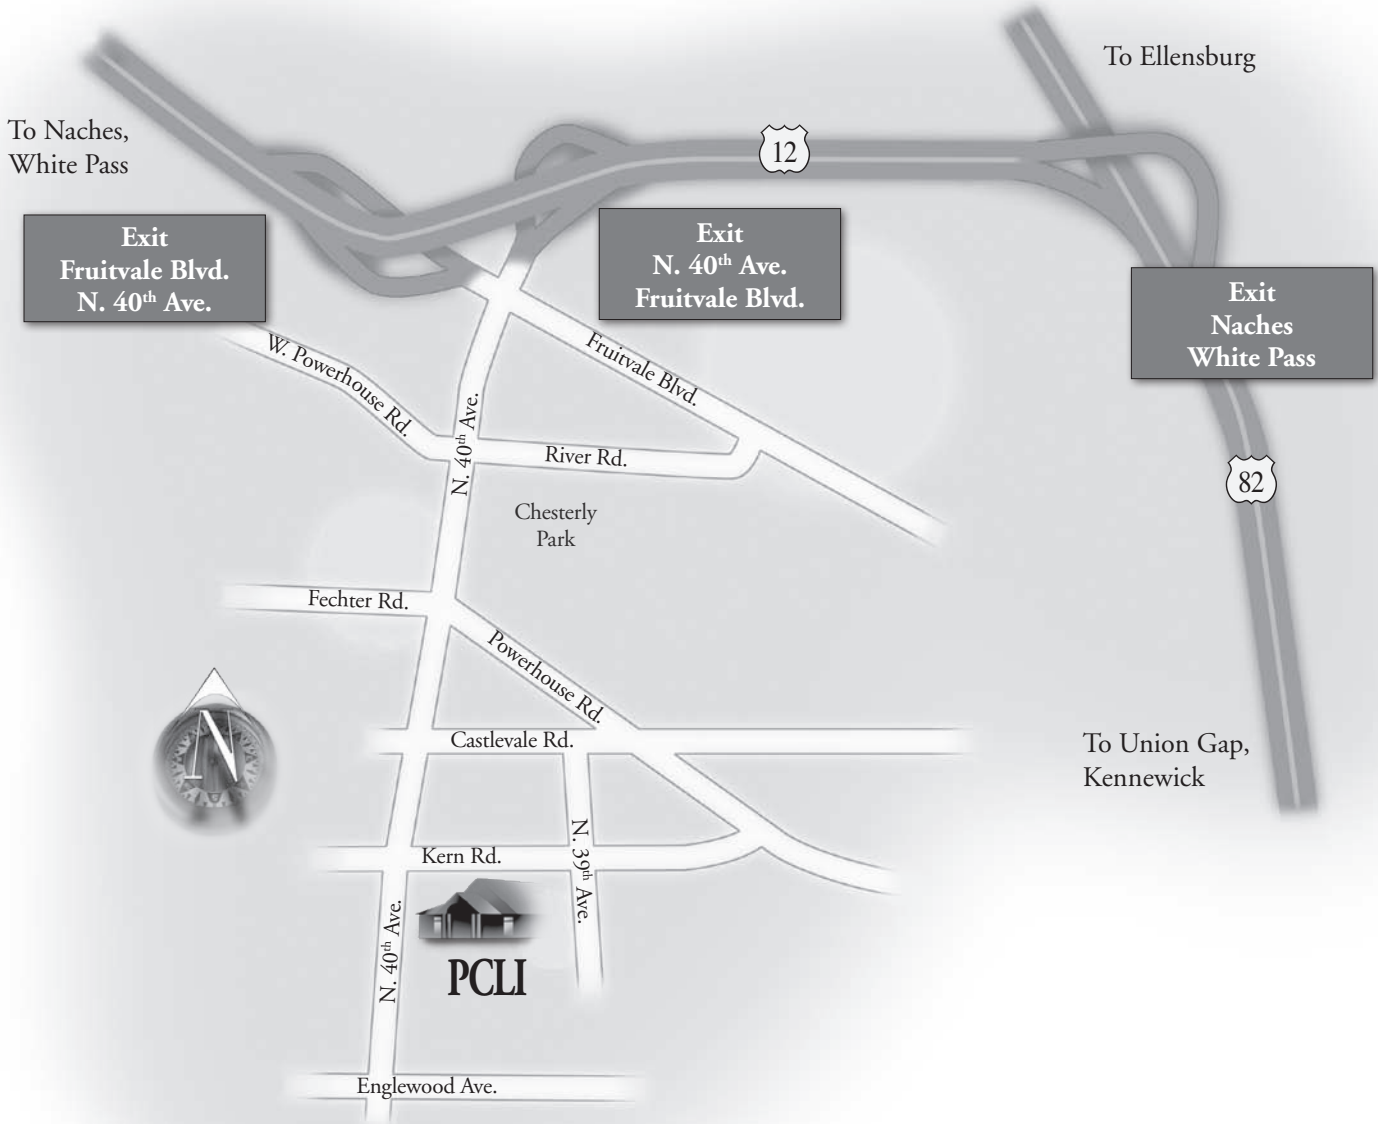 To Ellensburg
To Naches,
White Pass
12
Exit
Fruitvale Blvd.
N. 40th Ave.
Exit
N. 40th Ave.
Fruitvale Blvd.
Exit
Naches
White Pass
W. Powerhouse Rd.
Fruitvale Blvd.
N. 40th Ave.
River Rd.
82
Chesterly
Park
Fechter Rd.
Powerhouse Rd.
N
Castlevale Rd.
To Union Gap,
Kennewick
Kern Rd.
N. 39th Ave.
N. 40th Ave.
PCLI
Englewood Ave.